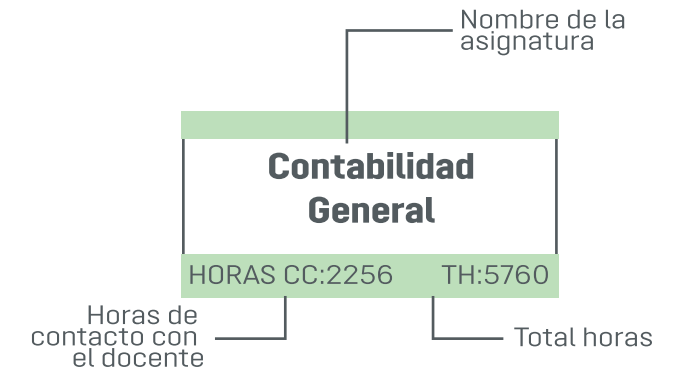 Nombre de la
asignatura
Contabilidad
General
HORAS CC:2256 TH:5760
Horas de
contacto con
el docente
Total horas